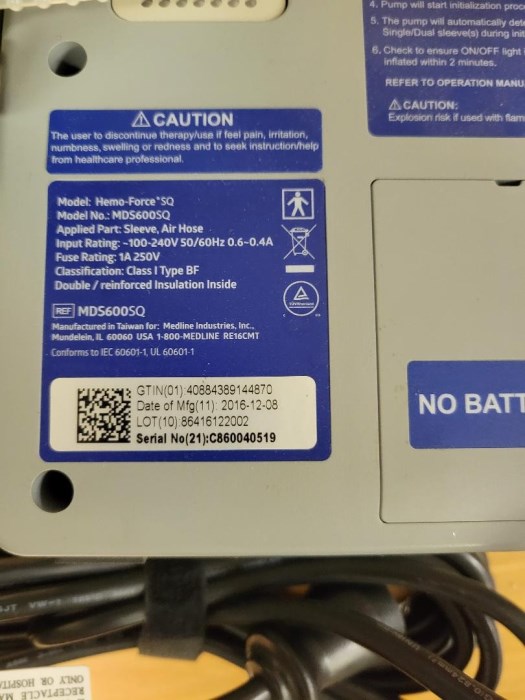 4. Pump will start initialization
5. The pump will automatically
Single/Dual sleeve(s) during
6. Check to ensure ON/OFF light
inflated within 2 minutes.
REFER TO OPERATION
CAUTION:
Explosion risk if used with
CAUTION
The user to discontinue therapy/use if feel pain, irritation,
numbness, swelling or redness and to seek instruction/help
from healthcare professional.
Model: Hemo-Force®SQ
Model No.: MDS600SQ
Applied Part: Sleeve, Air Hose
Input Rating: ~100-240V 50/60Hz 0.6~0.4A
Fuse Rating: 1A 250V
Classification: Class I Type BF
Double / reinforced Insulation Inside
REF MDS600SQ
Manufactured in Taiwan for: Medline Industries, Inc.,
Mundelein, IL 60060 USA 1-800-MEDLINE RE16CMT
Conforms to IEC 60601-1, UL 60601-1
GTIN(01):40884389144870
Date of Mfg(11): 2016-12-08
LOT(10):86416122002
Serial No(21):C860040519
NO BATT
VW-1
RECEPTACLE
ONLY OR